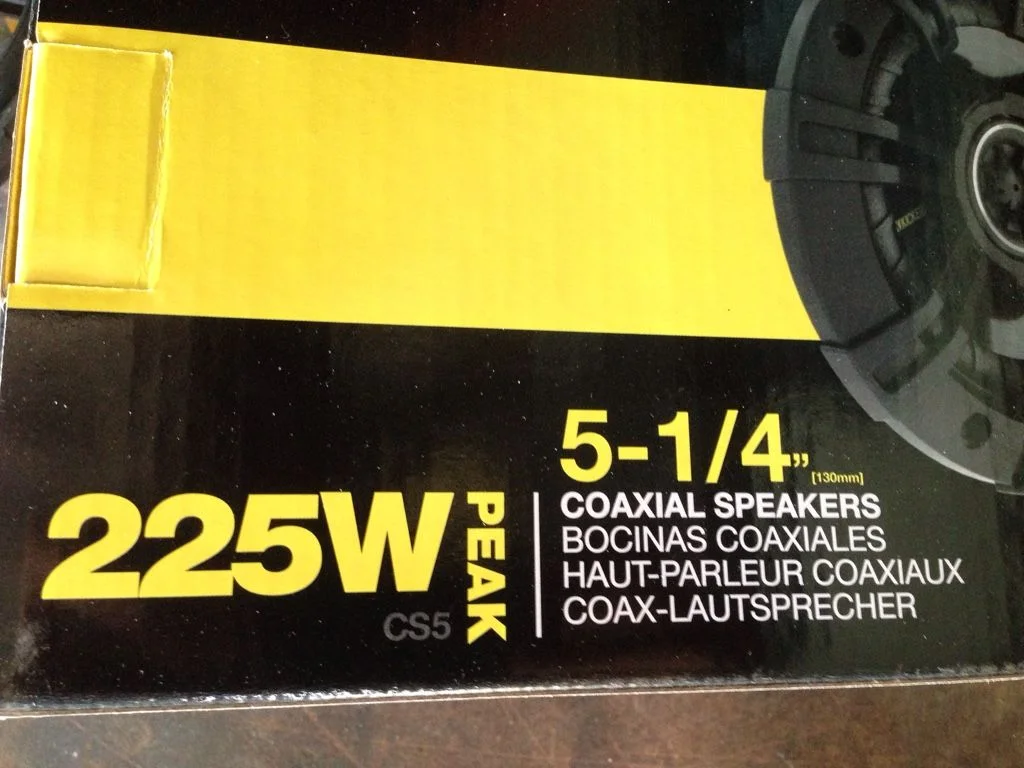 5-1/4”
[130mm]
225W
PEAK
CS5
COAXIAL SPEAKERS
BOCINAS COAXIALES
HAUT-PARLEUR COAXIAUX
COAX-LAUTSPRECHER